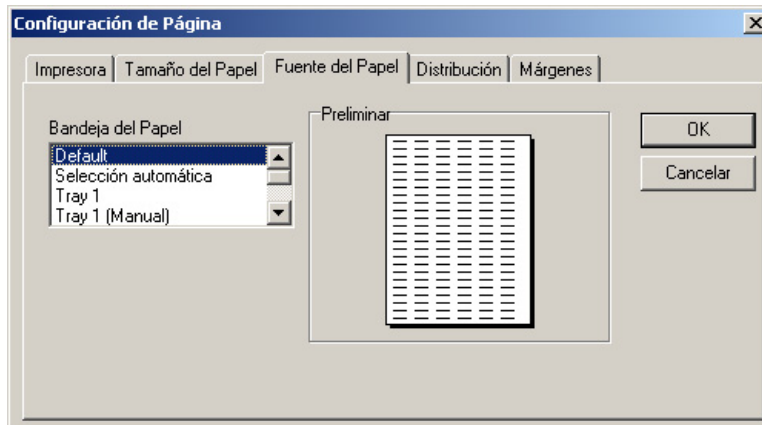 Configuración de Página
Impresora Tamaño del Papel Fuente del Papel Distribución Márgenes
Bandeja del Papel
Default
Selección automática
Tray 1
Tray 1 (Manual)
Preliminar
OK
Cancelar